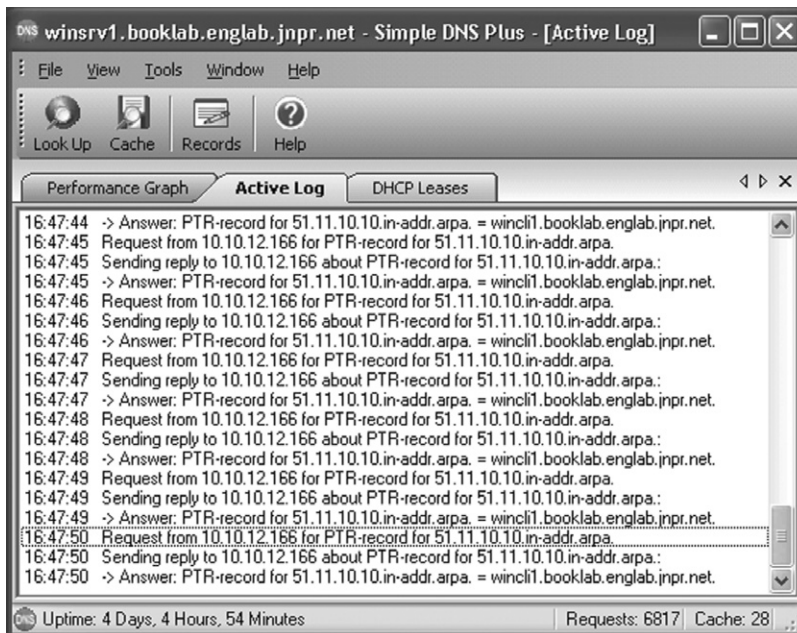 DNS winsrv1.booklab.englab.jnpr.net - Simple DNS Plus - [Active Log]
File View Tools Window Help
Look Up Cache Records Help
Performance Graph Active Log DHCP Leases
16:47:44 -> Answer: PTR-record for 51.11.10.10.in-addr.arpa. = wincli1.booklab.englab.jnpr.net.
16:47:45 Request from 10.10.12.166 for PTR-record for 51.11.10.10.in-addr.arpa.
16:47:45 Sending reply to 10.10.12.166 about PTR-record for 51.11.10.10.in-addr.arpa.:
16:47:45 -> Answer: PTR-record for 51.11.10.10.in-addr.arpa. = wincli1.booklab.englab.jnpr.net.
16:47:46 Request from 10.10.12.166 for PTR-record for 51.11.10.10.in-addr.arpa.
16:47:46 Sending reply to 10.10.12.166 about PTR-record for 51.11.10.10.in-addr.arpa.:
16:47:46 -> Answer: PTR-record for 51.11.10.10.in-addr.arpa. = wincli1.booklab.englab.jnpr.net.
16:47:47 Request from 10.10.12.166 for PTR-record for 51.11.10.10.in-addr.arpa.
16:47:47 Sending reply to 10.10.12.166 about PTR-record for 51.11.10.10.in-addr.arpa.:
16:47:47 -> Answer: PTR-record for 51.11.10.10.in-addr.arpa. = wincli1.booklab.englab.jnpr.net.
16:47:48 Request from 10.10.12.166 for PTR-record for 51.11.10.10.in-addr.arpa.
16:47:48 Sending reply to 10.10.12.166 about PTR-record for 51.11.10.10.in-addr.arpa.:
16:47:48 -> Answer: PTR-record for 51.11.10.10.in-addr.arpa. = wincli1.booklab.englab.jnpr.net.
16:47:49 Request from 10.10.12.166 for PTR-record for 51.11.10.10.in-addr.arpa.
16:47:49 Sending reply to 10.10.12.166 about PTR-record for 51.11.10.10.in-addr.arpa.:
16:47:49 -> Answer: PTR-record for 51.11.10.10.in-addr.arpa. = wincli1.booklab.englab.jnpr.net.
16:47:50 Request from 10.10.12.166 for PTR-record for 51.11.10.10.in-addr.arpa.
16:47:50 Sending reply to 10.10.12.166 about PTR-record for 51.11.10.10.in-addr.arpa.:
16:47:50 -> Answer: PTR-record for 51.11.10.10.in-addr.arpa. = wincli1.booklab.englab.jnpr.net.
DNS Uptime: 4 Days, 4 Hours, 54 Minutes Requests: 6817 Cache: 28